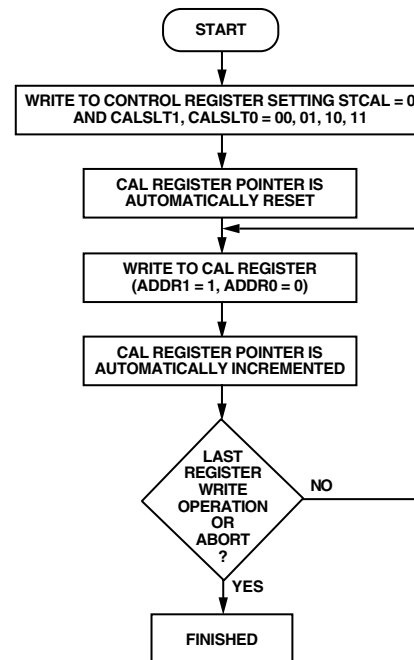 START
WRITE TO CONTROL REGISTER SETTING STCAL = 0
AND CALSLT1, CALSLT0 = 00, 01, 10, 11
CAL REGISTER POINTER IS
AUTOMATICALLY RESET
WRITE TO CAL REGISTER
(ADDR1 = 1, ADDR0 = 0)
CAL REGISTER POINTER IS
AUTOMATICALLY INCREMENTED
LAST
REGISTER
WRITE
OPERATION
OR
ABORT
?
NO
YES
FINISHED